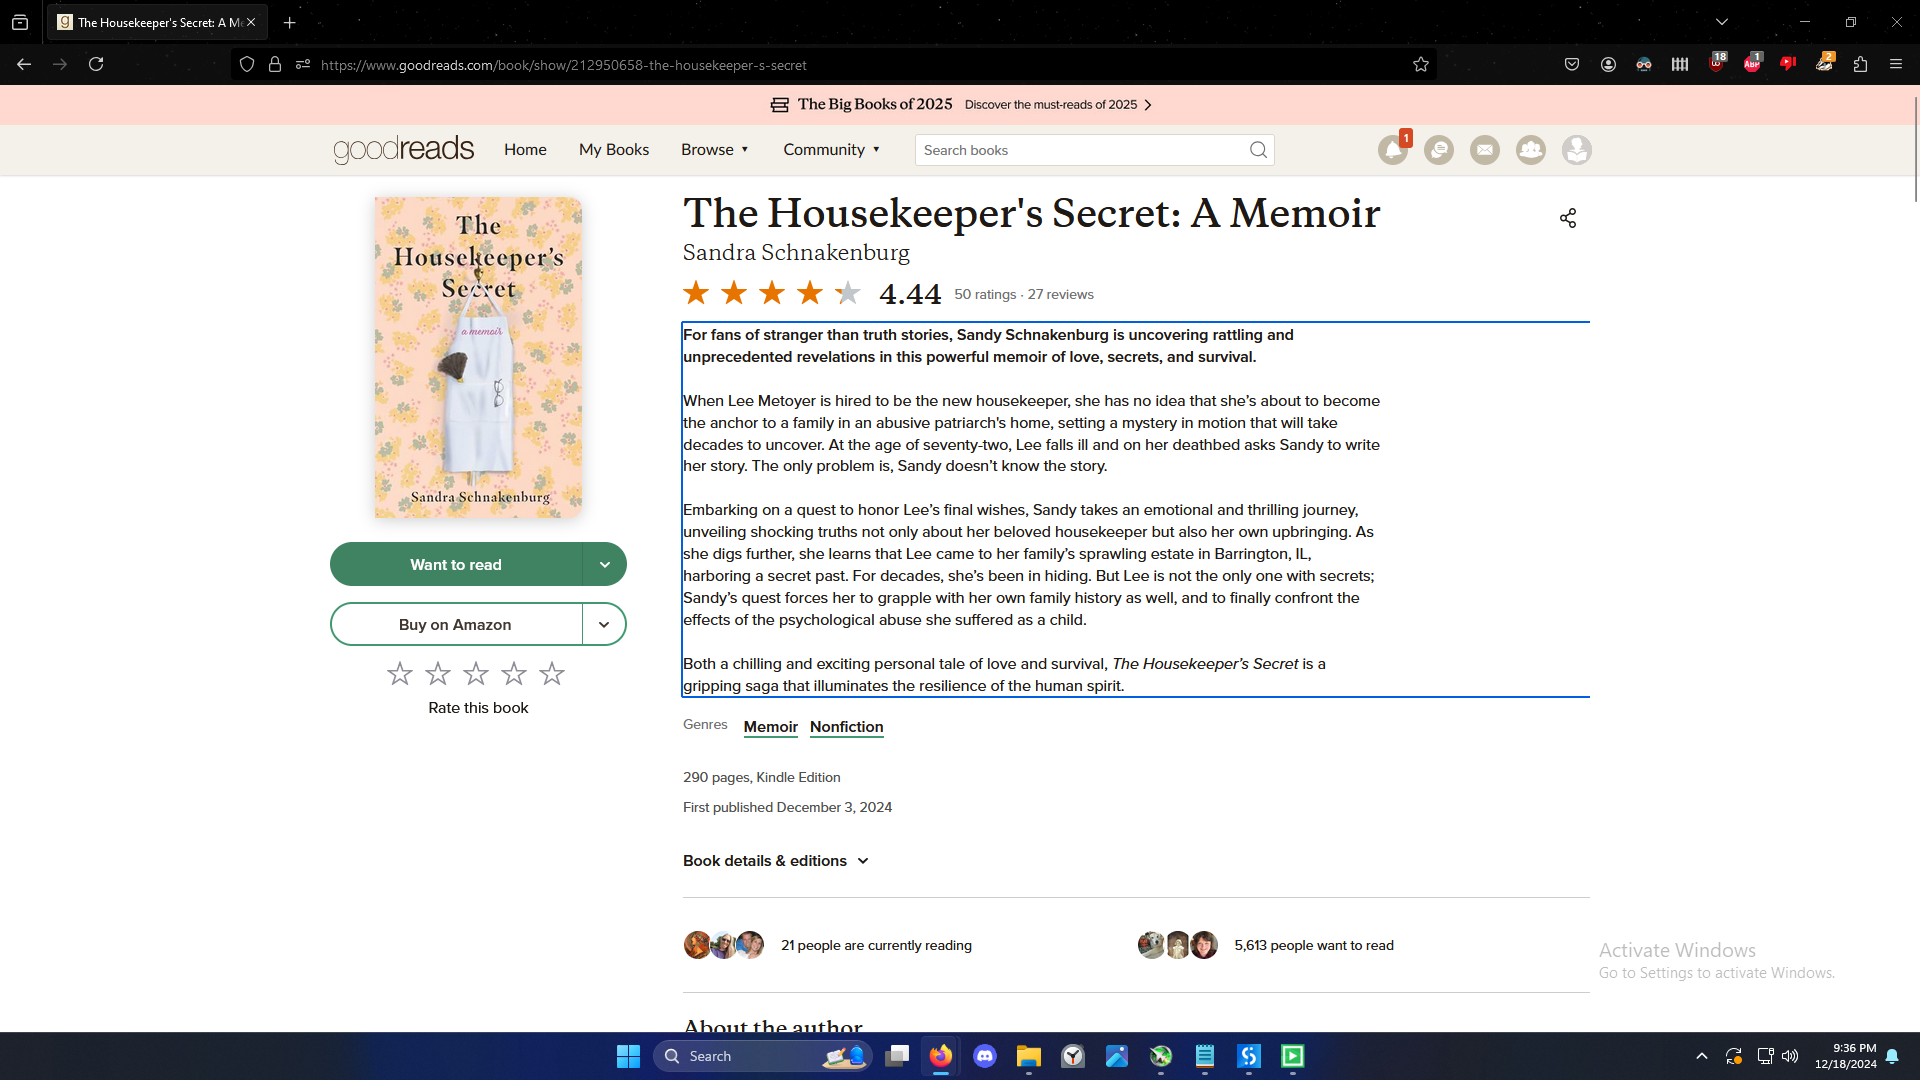 The Housekeeper's Secret: A Me
18
1
ABP
2
https://www.goodreads.com/book/show/212950658-the-housekeeper-s-secret
The Big Books of 2025 Discover the must-reads of 2025
goodreads Home My Books Browse Community Search books 1
The
Housekeeper's
Secret
a memoir
Sandra Schnakenburg
Want to read
Buy on Amazon
Rate this book
The Housekeeper's Secret: A Memoir
Sandra Schnakenburg
4.44 50 ratings · 27 reviews
For fans of stranger than truth stories, Sandy Schnakenburg is uncovering rattling and
unprecedented revelations in this powerful memoir of love, secrets, and survival.
When Lee Metoyer is hired to be the new housekeeper, she has no idea that she's about to become
the anchor to a family in an abusive patriarch's home, setting a mystery in motion that will take
decades to uncover. At the age of seventy-two, Lee falls ill and on her deathbed asks Sandy to write
her story. The only problem is, Sandy doesn't know the story.
Embarking on a quest to honor Lee's final wishes, Sandy takes an emotional and thrilling journey,
unveiling shocking truths not only about her beloved housekeeper but also her own upbringing. As
she digs further, she learns that Lee came to her family's sprawling estate in Barrington, IL,
harboring a secret past. For decades, she's been in hiding. But Lee is not the only one with secrets;
Sandy's quest forces her to grapple with her own family history as well, and to finally confront the
effects of the psychological abuse she suffered as a child.
Both a chilling and exciting personal tale of love and survival, The Housekeeper's Secret is a
gripping saga that illuminates the resilience of the human spirit.
Genres Memoir Nonfiction
290 pages, Kindle Edition
First published December 3, 2024
Book details & editions
21 people are currently reading 5,613 people want to read
About the author
Activate Windows
Go to Settings to activate Windows.
Search
9:36 PM
12/18/2024